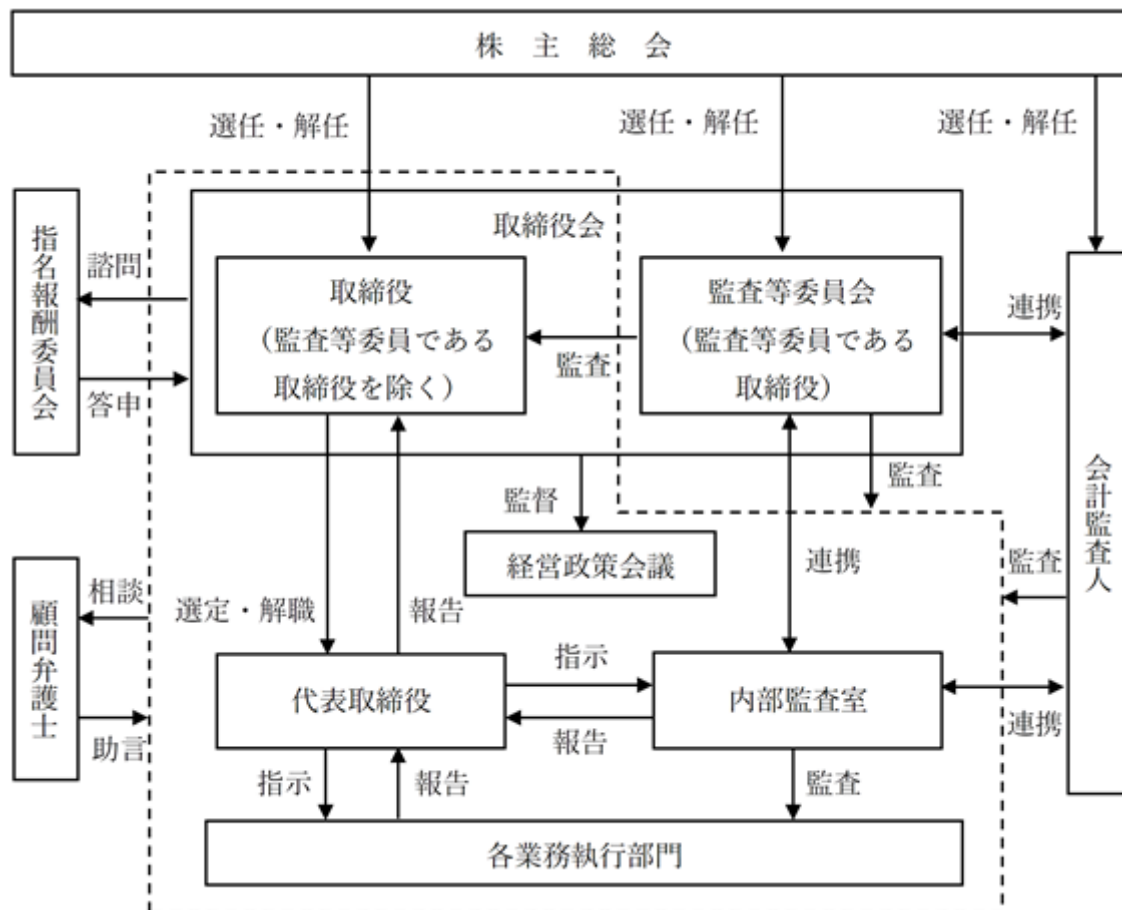 株主総会
選任・解任
選任・解任
選任・解任
指名報酬委員会
諮問
答申
取締役会
取締役
（監査等委員である
取締役を除く）
監査
監査等委員会
（監査等委員である
取締役）
連携
監査
会計監査人
監督
経営政策会議
連携
監査
顧問弁護士
相談
助言
選定・解職
報告
代表取締役
指示
報告
内部監査室
連携
指示
報告
監査
各業務執行部門